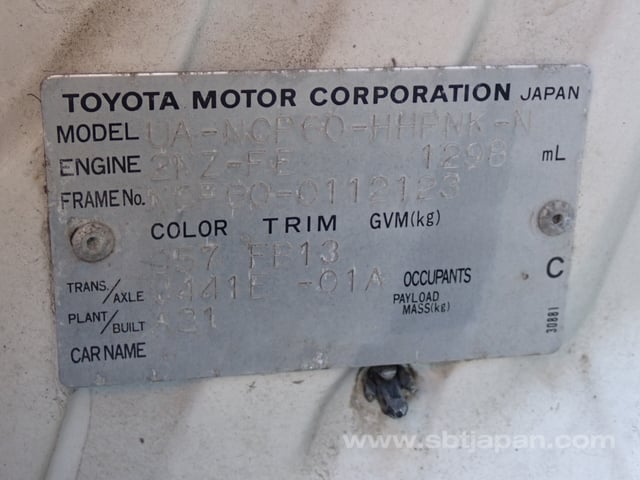 TOYOTA MOTOR CORPORATION JAPAN
MODEL UA-NCP60-HHPNK-N
ENGINE 2NZ-FE 1298 mL
FRAME No. NCP60-0112123
COLOR TRIM GVM(kg)
057 FB13
TRANS./AXLE U441E -01A OCCUPANTS C
PAYLOAD MASS(kg)
PLANT/BUILT A31
CAR NAME
30881
www.sbtjapan.com